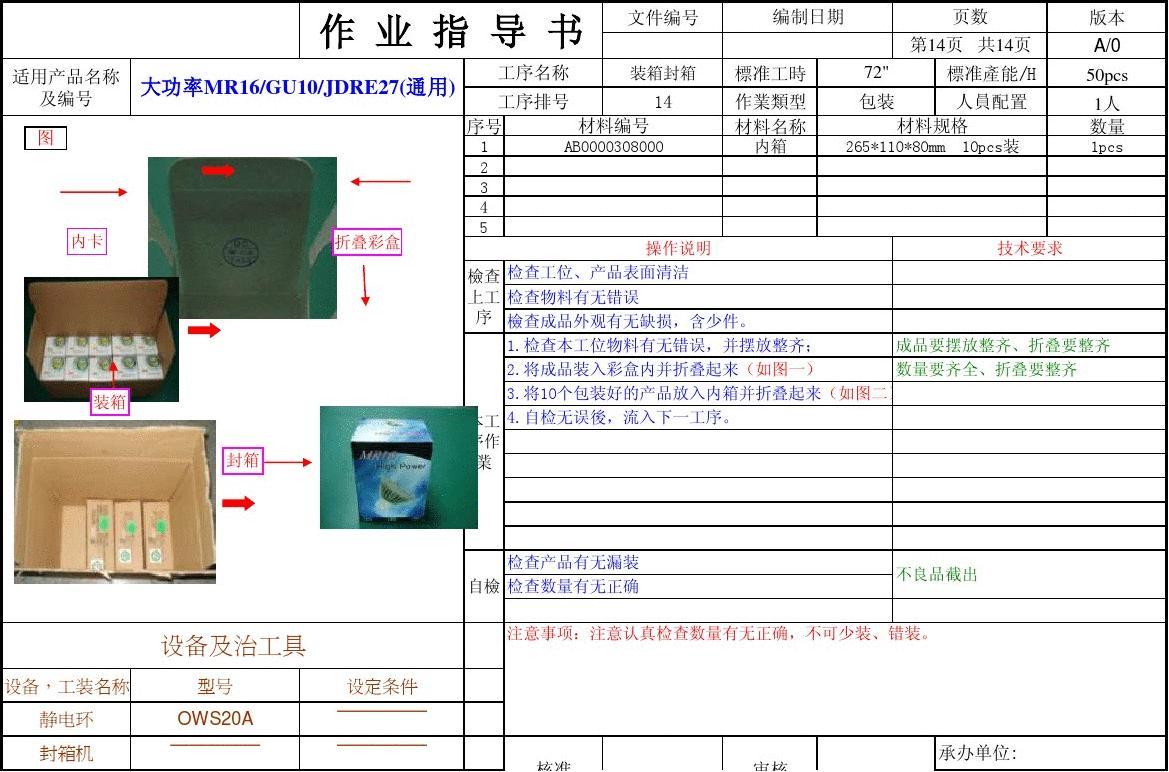 作业指导书
文件编号 编制日期 页数 版本
第14页 共14页 A/0
适用产品名称及编号
大功率MR16/GU10/JDRE27(通用)
工序名称 装箱封箱 標准工時 72" 標准產能/H 50pcs
工序排号 14 作業類型 包装 人員配置 1人
图
序号 材料编号 材料名称 材料规格 数量
1 AB0000308000 内箱 265*110*80mm 10pcs装 1pcs
2
3
4
5
内卡
折叠彩盒
装箱
封箱
MR16
High Power
操作说明 技术要求
檢查上工序
检查工位、产品表面清洁
检查物料有无错误
檢查成品外观有无缺损，含少件。
工
作
業
1.检查本工位物料有无错误，并摆放整齐； 成品要摆放整齐、折叠要整齐
2.将成品装入彩盒内并折叠起来（如图一） 数量要齐全、折叠要整齐
3.将10个包装好的产品放入内箱并折叠起来（如图二
4.自检无误後，流入下一工序。
自檢
检查产品有无漏装
检查数量有无正确
不良品截出
注意事项：注意认真检查数量有无正确，不可少装、错装。
设备及治工具
设备，工装名称 型号 设定条件
静电环 OWS20A
封箱机
核准 审核 承办单位: